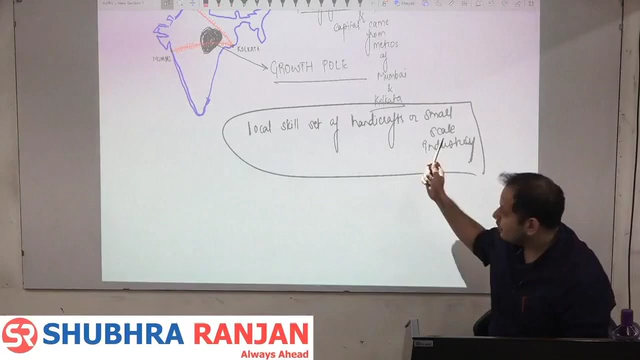 Capital came
from
metros
of
Mumbai
&
Kolkata
MUMBAI
KOLKATA
GROWTH POLE
local skill set of handicrafts or small
scale
industry
SR SHUBHRA RANJAN
Always Ahead